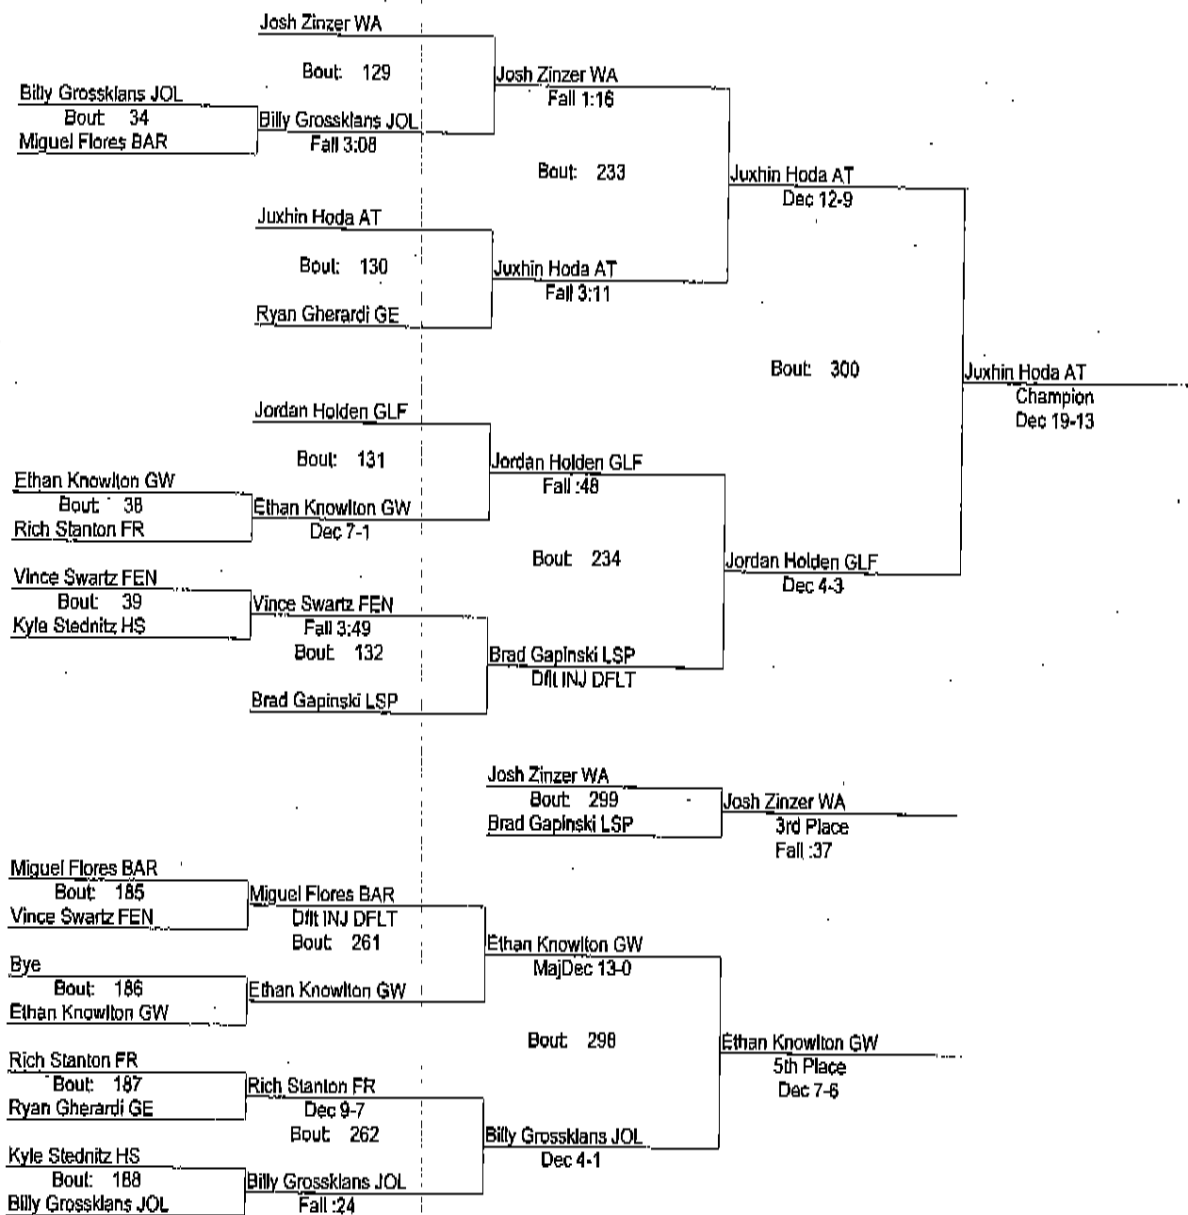 Josh Zinzer WA
Bout: 129
Billy Grossklans JOL
Bout: 34
Miguel Flores BAR
Billy Grossklans JOL
Fall 3:08
Josh Zinzer WA
Fall 1:16
Bout: 233
Juxhin Hoda AT
Bout: 130
Ryan Gherardi GE
Juxhin Hoda AT
Fall 3:11
Juxhin Hoda AT
Dec 12-9
Bout: 300
Juxhin Hoda AT
Champion
Dec 19-13
Jordan Holden GLF
Bout: 131
Ethan Knowlton GW
Bout: 38
Rich Stanton FR
Ethan Knowlton GW
Dec 7-1
Jordan Holden GLF
Fall :48
Bout: 234
Jordan Holden GLF
Dec 4-3
Vince Swartz FEN
Bout: 39
Kyle Stednitz HS
Vince Swartz FEN
Fall 3:49
Bout: 132
Brad Gapinski LSP
Brad Gapinski LSP
Dflt INJ DFLT
Josh Zinzer WA
Bout: 299
Brad Gapinski LSP
Josh Zinzer WA
3rd Place
Fall :37
Miguel Flores BAR
Bout: 185
Vince Swartz FEN
Miguel Flores BAR
Dflt INJ DFLT
Bout: 261
Bye
Bout: 186
Ethan Knowlton GW
Ethan Knowlton GW
Ethan Knowlton GW
MajDec 13-0
Bout: 298
Ethan Knowlton GW
5th Place
Dec 7-6
Rich Stanton FR
Bout: 187
Ryan Gherardi GE
Rich Stanton FR
Dec 9-7
Bout: 262
Billy Grossklans JOL
Dec 4-1
Kyle Stednitz HS
Bout: 188
Billy Grossklans JOL
Billy Grossklans JOL
Fall :24